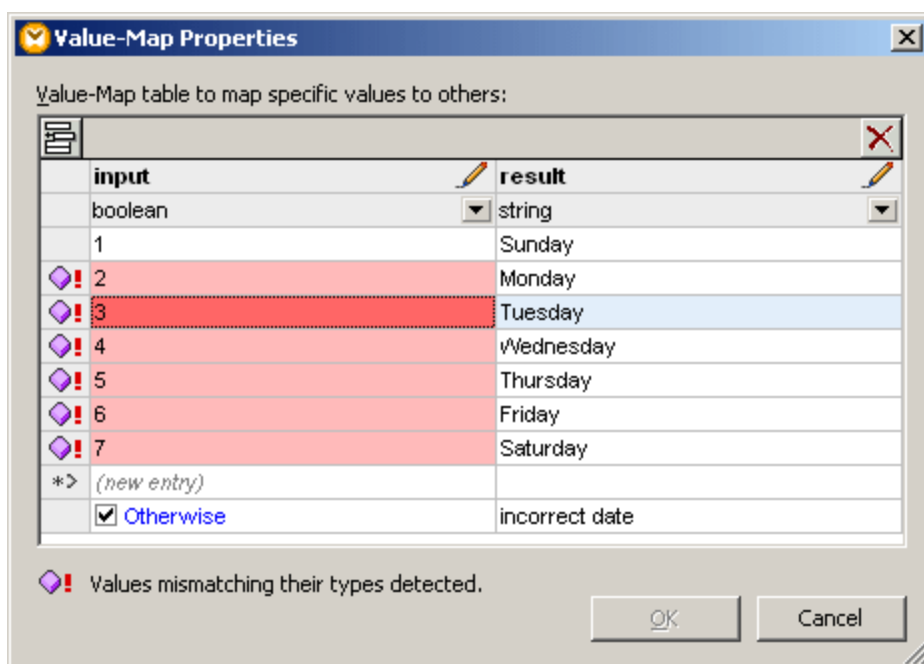 Value-Map Properties
Value-Map table to map specific values to others:
input result
boolean string
1 Sunday
2 Monday
3 Tuesday
4 Wednesday
5 Thursday
6 Friday
7 Saturday
(new entry)
Otherwise incorrect date
Values mismatching their types detected.
OK Cancel